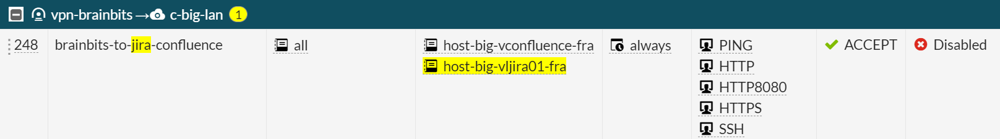 vpn-brainbits → c-big-lan 1
248 brainbits-to-jira-confluence all host-big-vconfluence-fra always PING ACCEPT Disabled
host-big-vljira01-fra HTTP
HTTP8080
HTTPS
SSH